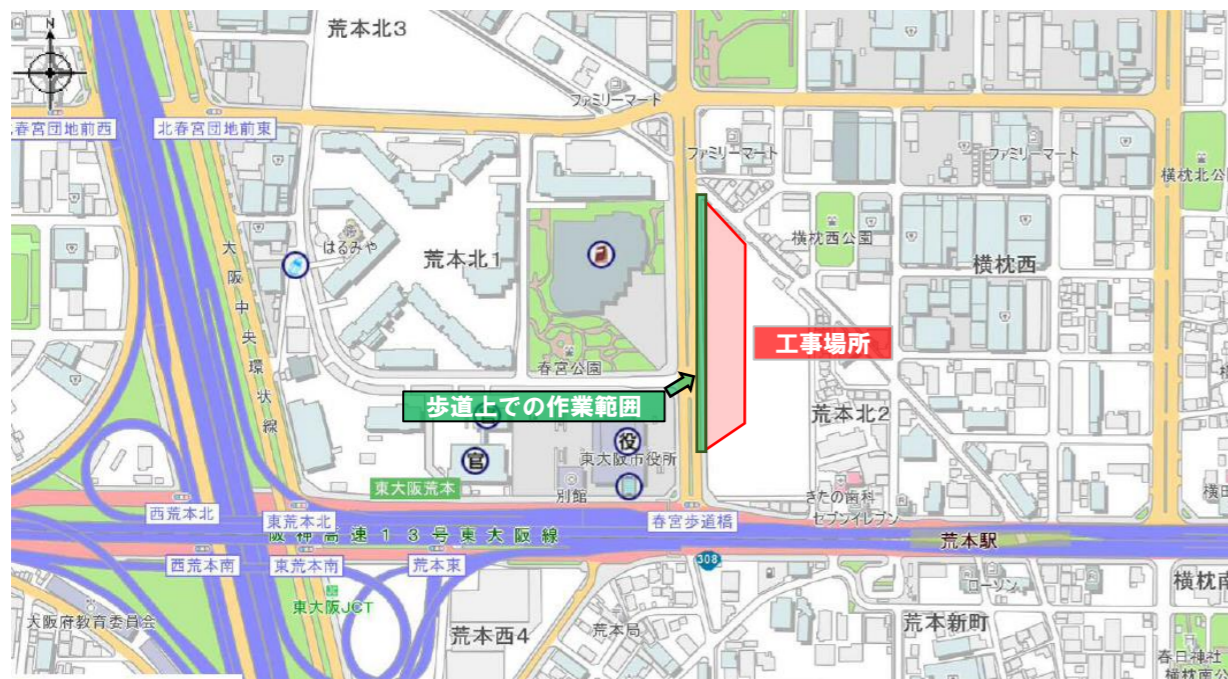 荒本北3
N
ファミリーマート
春宮団地前西
北春宮団地前東
ファミリーマート
ファミリーマート
横枕北公
大阪中央環状線
はるみや
荒本北1
横枕西公園
横枕西
工事場所
春宮公園
歩道上での作業範囲
荒本北2
役
官
東大阪市役所
東大阪荒本
別館
きたの歯科
セブンイレブン
横田
西荒本北
東荒本北
春宮歩道橋
阪神高速13号東大阪線
荒本駅
西荒本南
東荒本南
荒本東
308
ローソン
横枕南
東大阪JCT
大阪府教育委員会
荒本西4
荒本局
荒本新町
春日神社
横枕南公